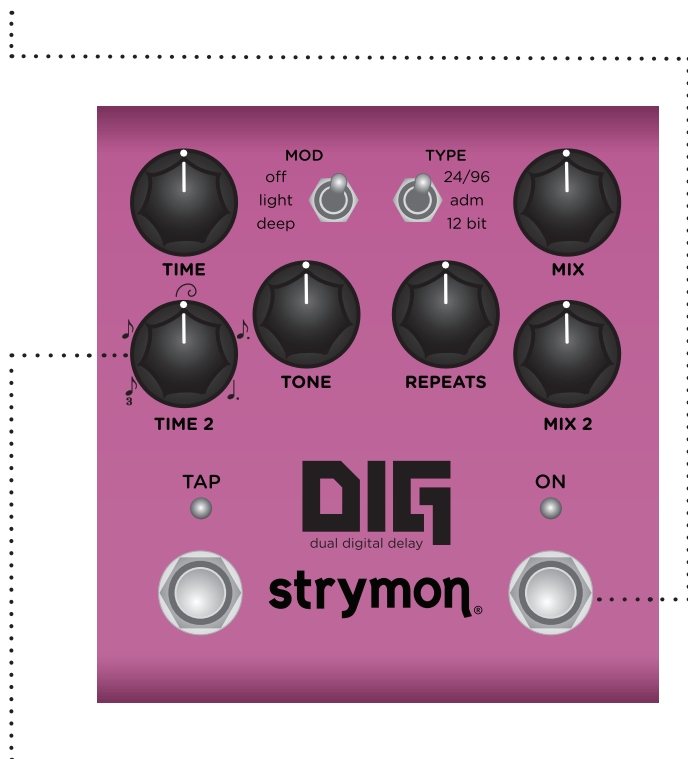 MOD
off
light
deep
TYPE
24/96
adm
12 bit
TIME
MIX
TONE
REPEATS
3
TIME 2
MIX 2
TAP
ON
DIG
dual digital delay
strymon®